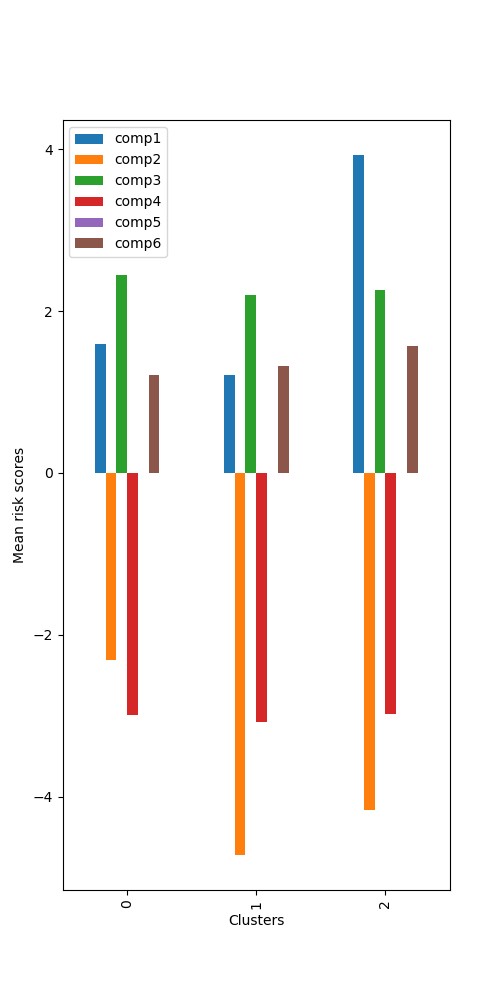 comp1
comp2
comp3
comp4
comp5
comp6
4
2
0
−2
−4
Mean risk scores
0
1
2
Clusters